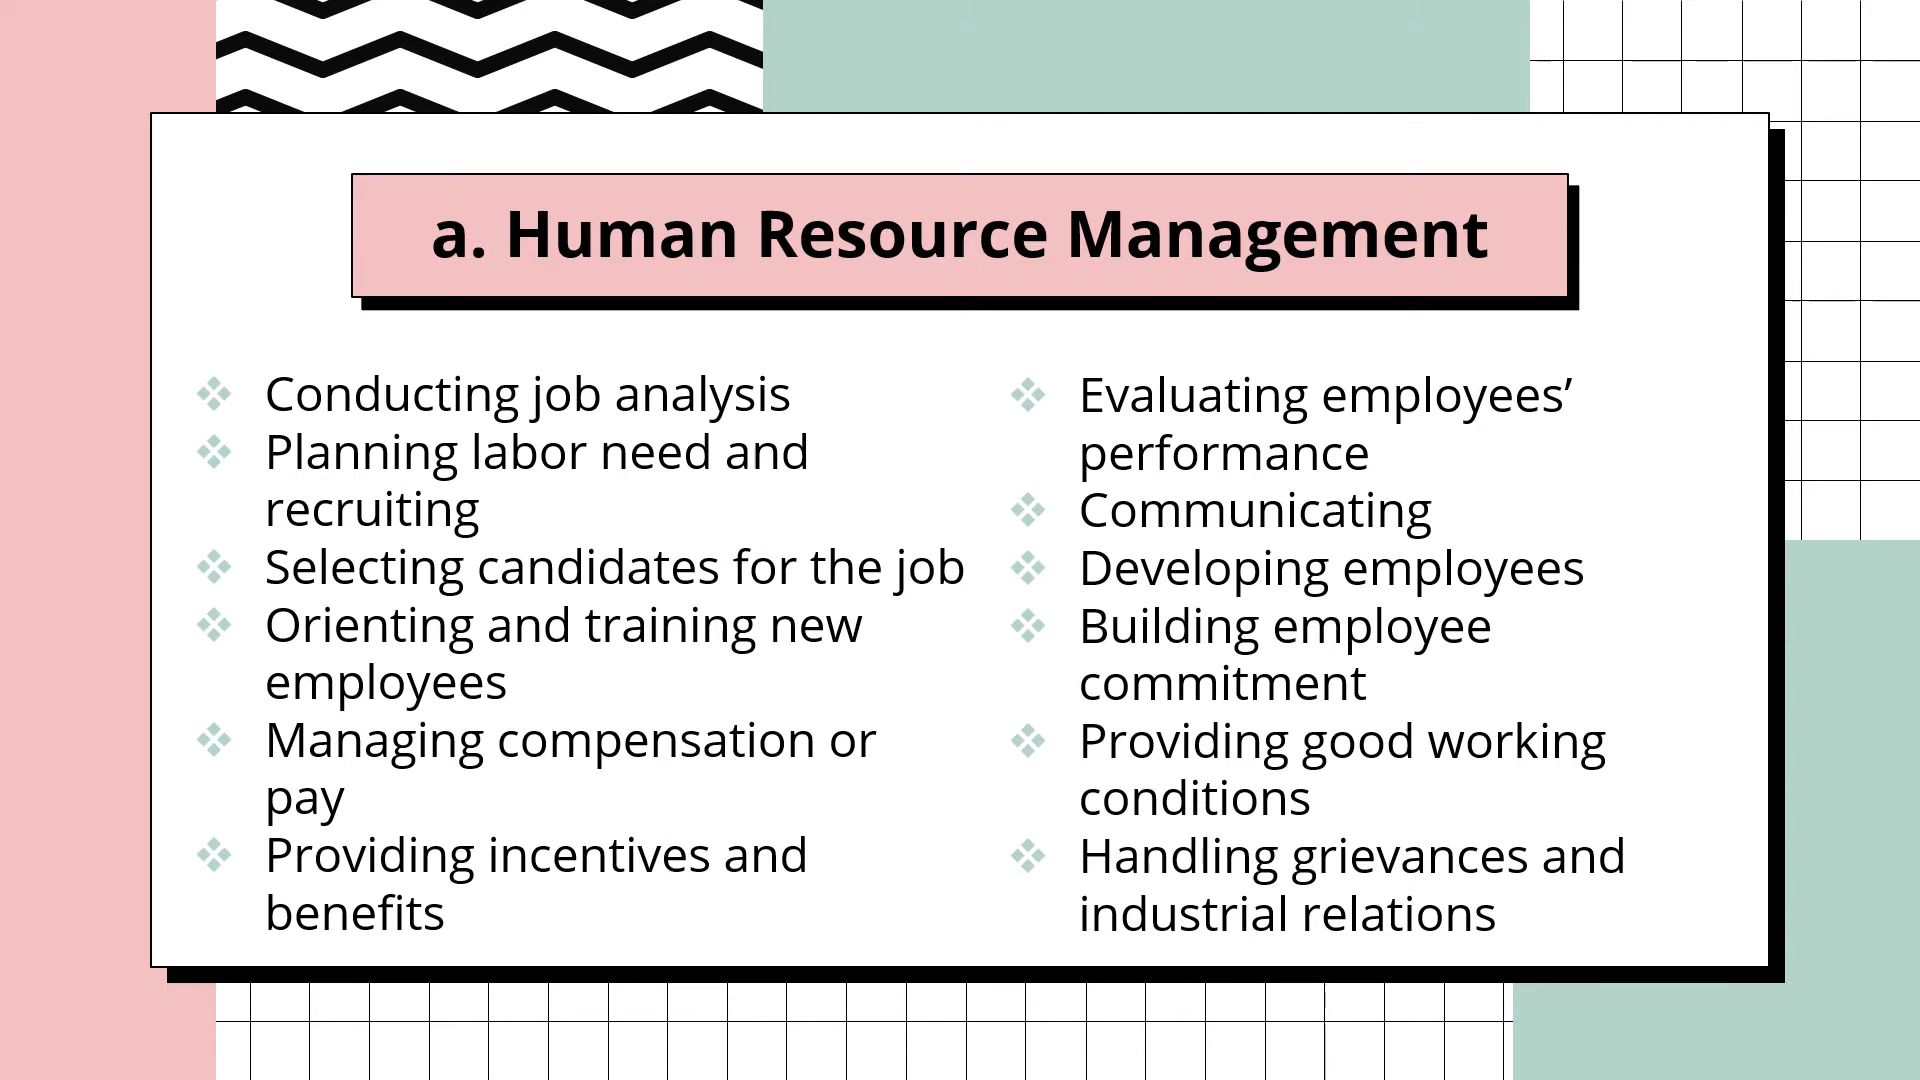 a. Human Resource Management
Conducting job analysis
Planning labor need and
recruiting
Selecting candidates for the job
Orienting and training new
employees
Managing compensation or
pay
Providing incentives and
benefits
Evaluating employees’
performance
Communicating
Developing employees
Building employee
commitment
Providing good working
conditions
Handling grievances and
industrial relations